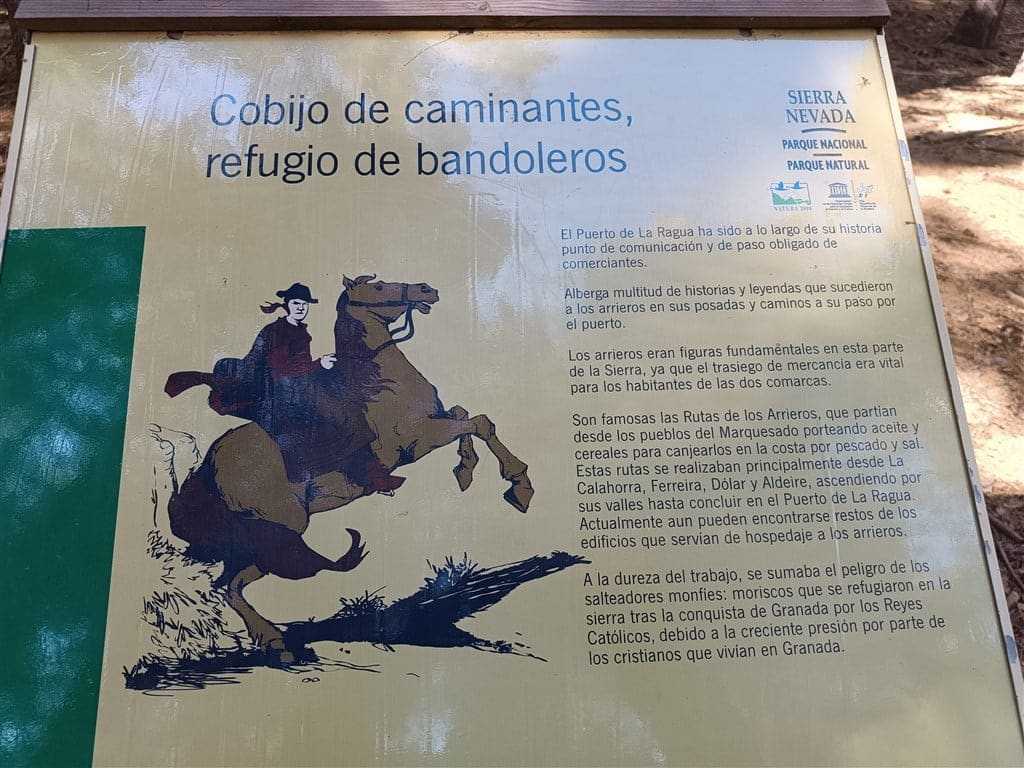 Cobijo de caminantes,
refugio de bandoleros
SIERRA
NEVADA
PARQUE NACIONAL
PARQUE NATURAL
NATURA 2000
El Puerto de La Ragua ha sido a lo largo de su historia
punto de comunicación y de paso obligado de
comerciantes.
Alberga multitud de historias y leyendas que sucedieron
a los arrieros en sus posadas y caminos a su paso por
el puerto.
Los arrieros eran figuras fundamentales en esta parte
de la Sierra, ya que el trasiego de mercancía era vital
para los habitantes de las dos comarcas.
Son famosas las Rutas de los Arrieros, que partían
desde los pueblos del Marquesado porteando aceite y
cereales para canjearlos en la costa por pescado y sal.
Estas rutas se realizaban principalmente desde La
Calahorra, Ferreira, Dólar y Aldeire, ascendiendo por
sus valles hasta concluir en el Puerto de La Ragua.
Actualmente aun pueden encontrarse restos de los
edificios que servían de hospedaje a los arrieros.
A la dureza del trabajo, se sumaba el peligro de los
salteadores monfíes: moriscos que se refugiaron en la
sierra tras la conquista de Granada por los Reyes
Católicos, debido a la creciente presión por parte de
los cristianos que vivían en Granada.